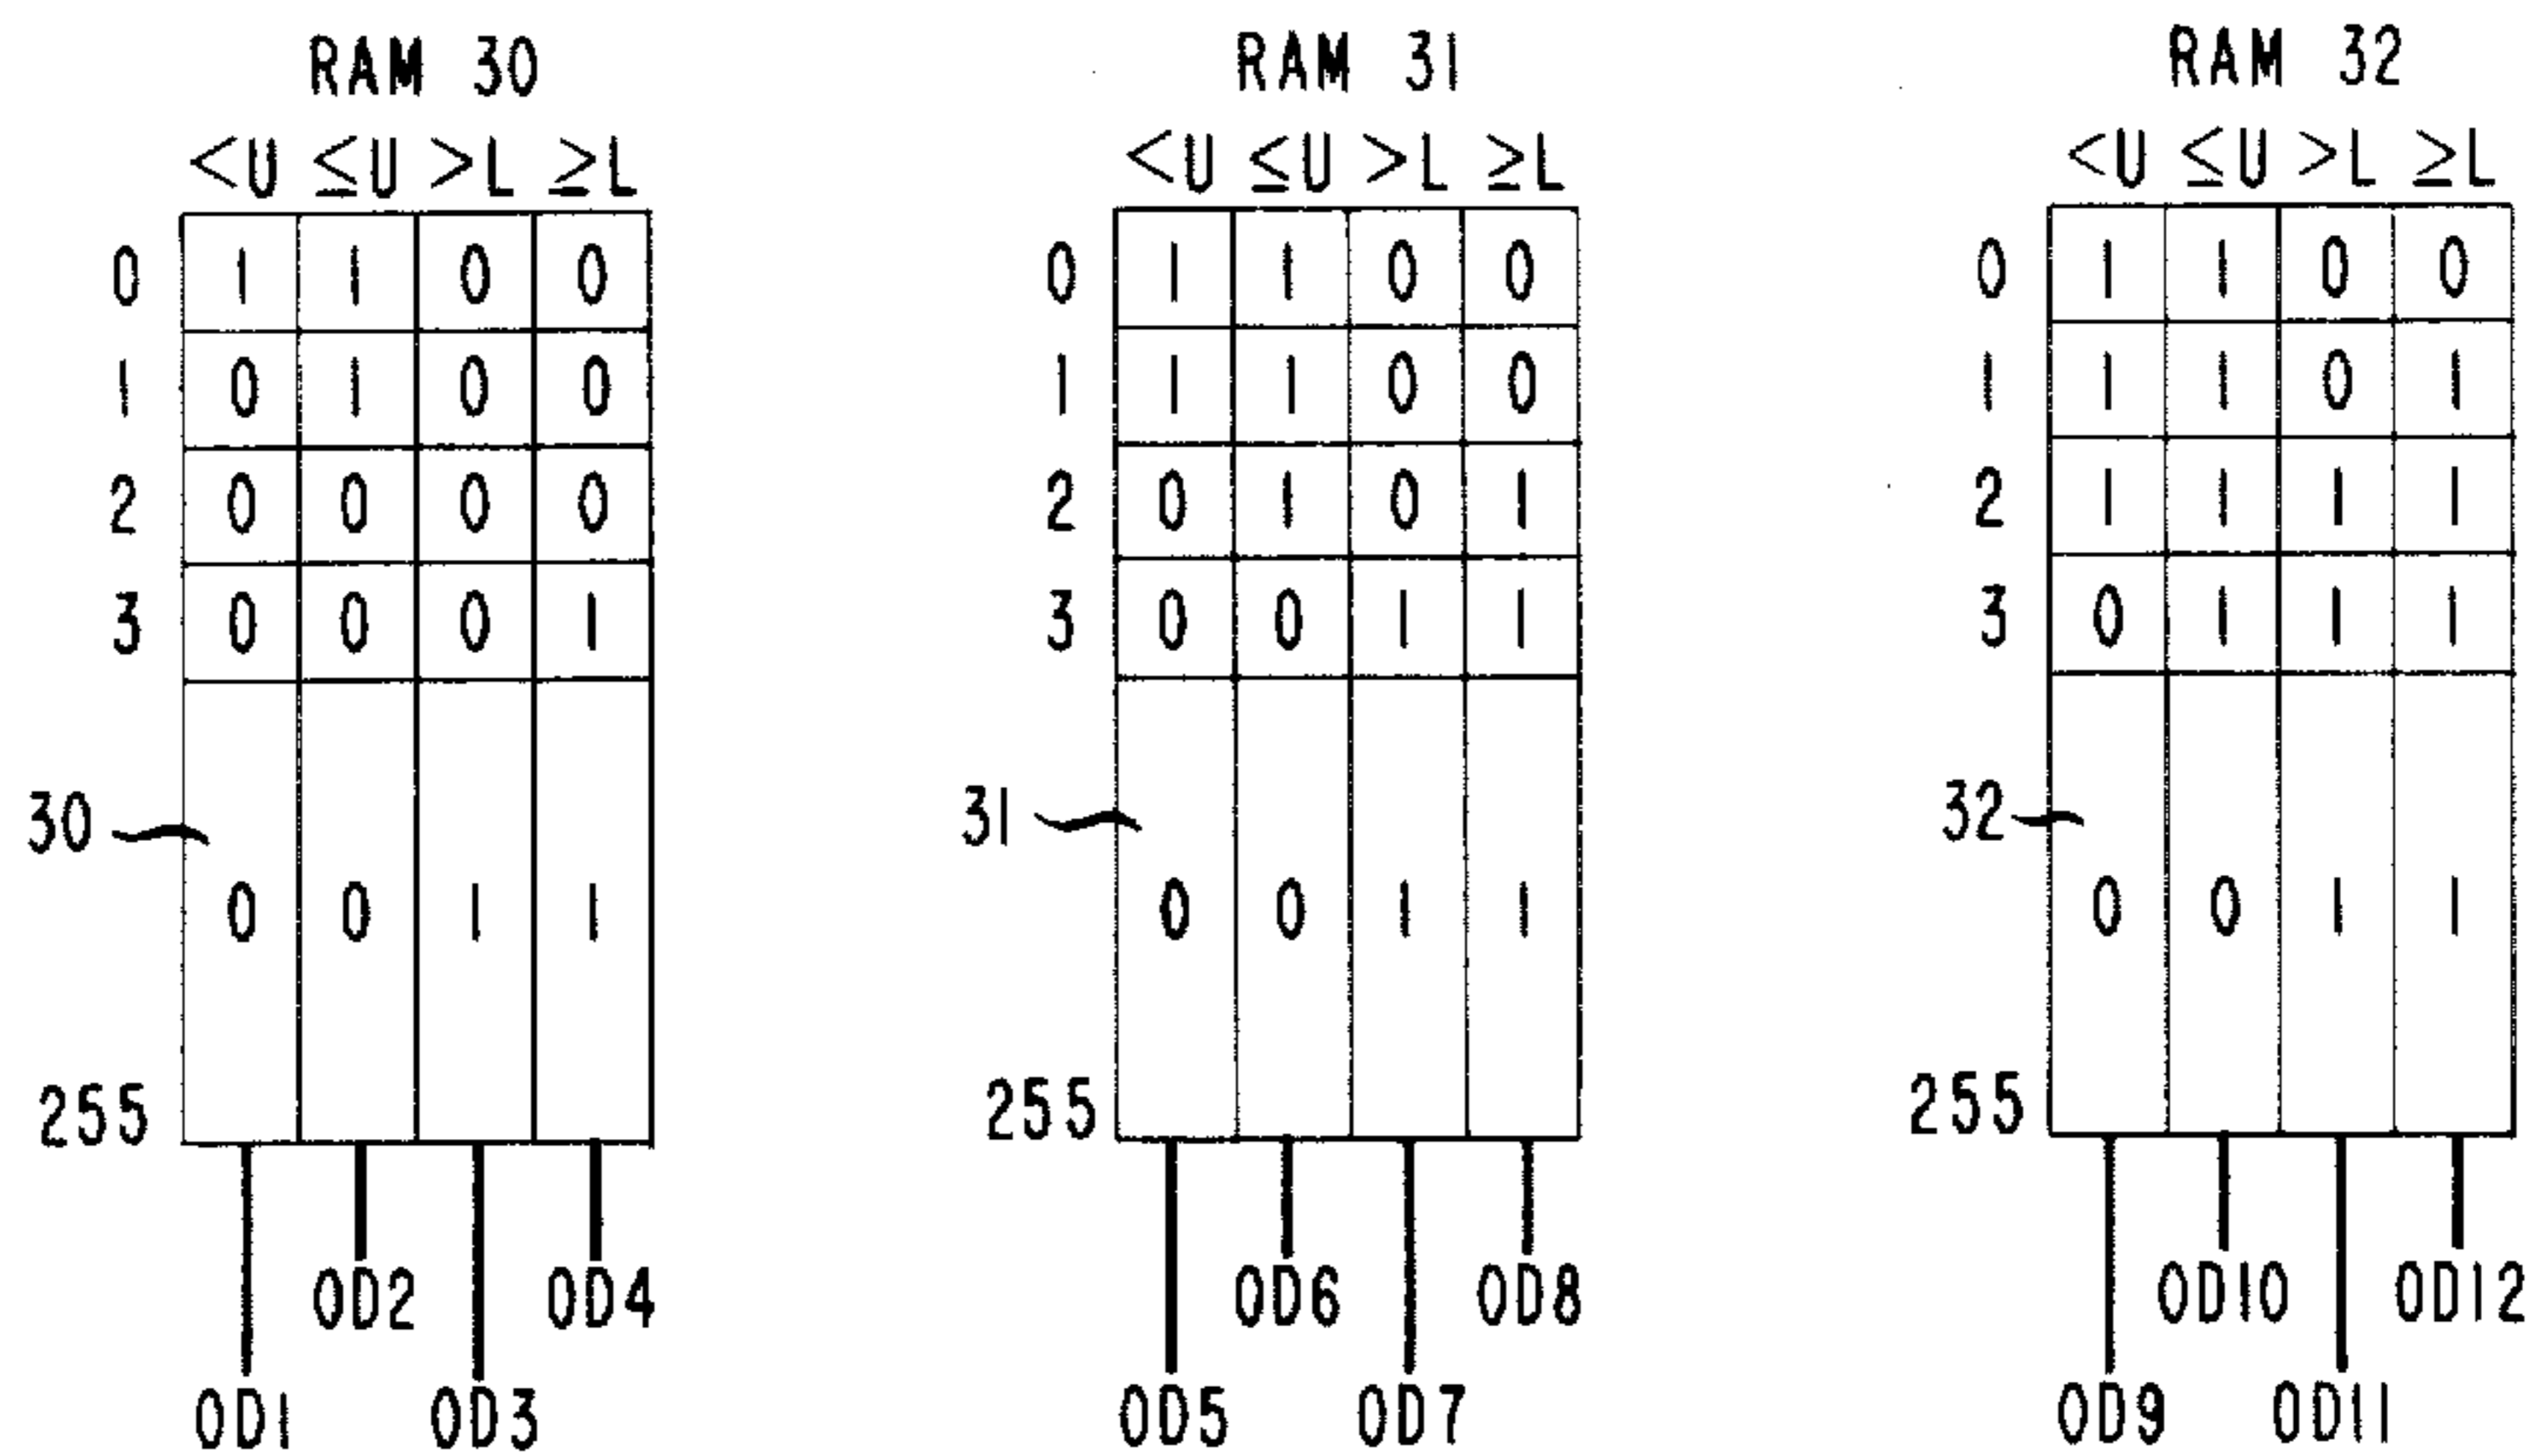 RAM 30 RAM 31 RAM 32
<U ≤U >L ≥L <U ≤U >L ≥L <U ≤U >L ≥L
0 1 1 0 0 0 1 1 0 0 0 1 1 0 0
1 0 1 0 0 1 1 1 0 0 1 1 1 0 1
2 0 0 0 0 2 0 1 0 1 2 1 1 1 1
3 0 0 0 1 3 0 0 1 1 3 0 1 1 1
30 31 32
0 0 1 1 0 0 1 1 0 0 1 1
255 255 255
OD2 OD4 OD6 OD8 OD10 OD12
OD1 OD3 OD5 OD7 OD9 OD11